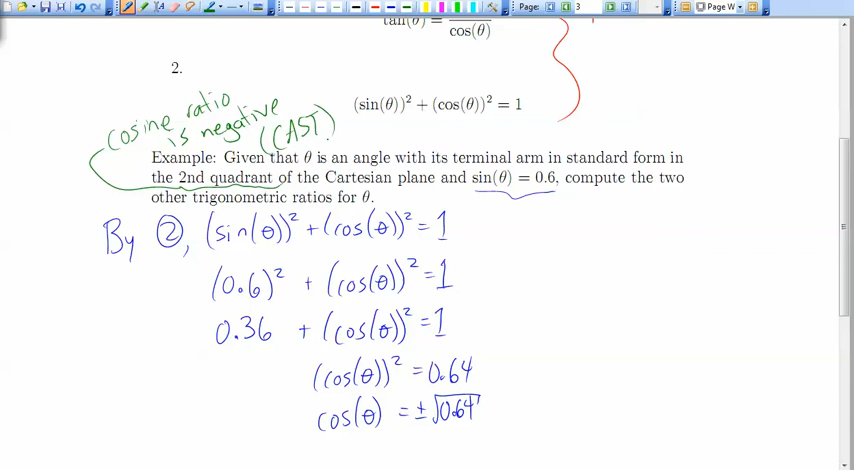 Page: 3 Page W
tan(θ) = cos(θ)
2.
(sin(θ))² + (cos(θ))² = 1
cosine ratio
is negative
(CAST)
Example: Given that θ is an angle with its terminal arm in standard form in
the 2nd quadrant of the Cartesian plane and sin(θ) = 0.6, compute the two
other trigonometric ratios for θ.
By ②, (sin(θ))² + (cos(θ))² = 1
(0.6)² + (cos(θ))² = 1
0.36 + (cos(θ))² = 1
(cos(θ))² = 0.64
cos(θ) = ±√0.64